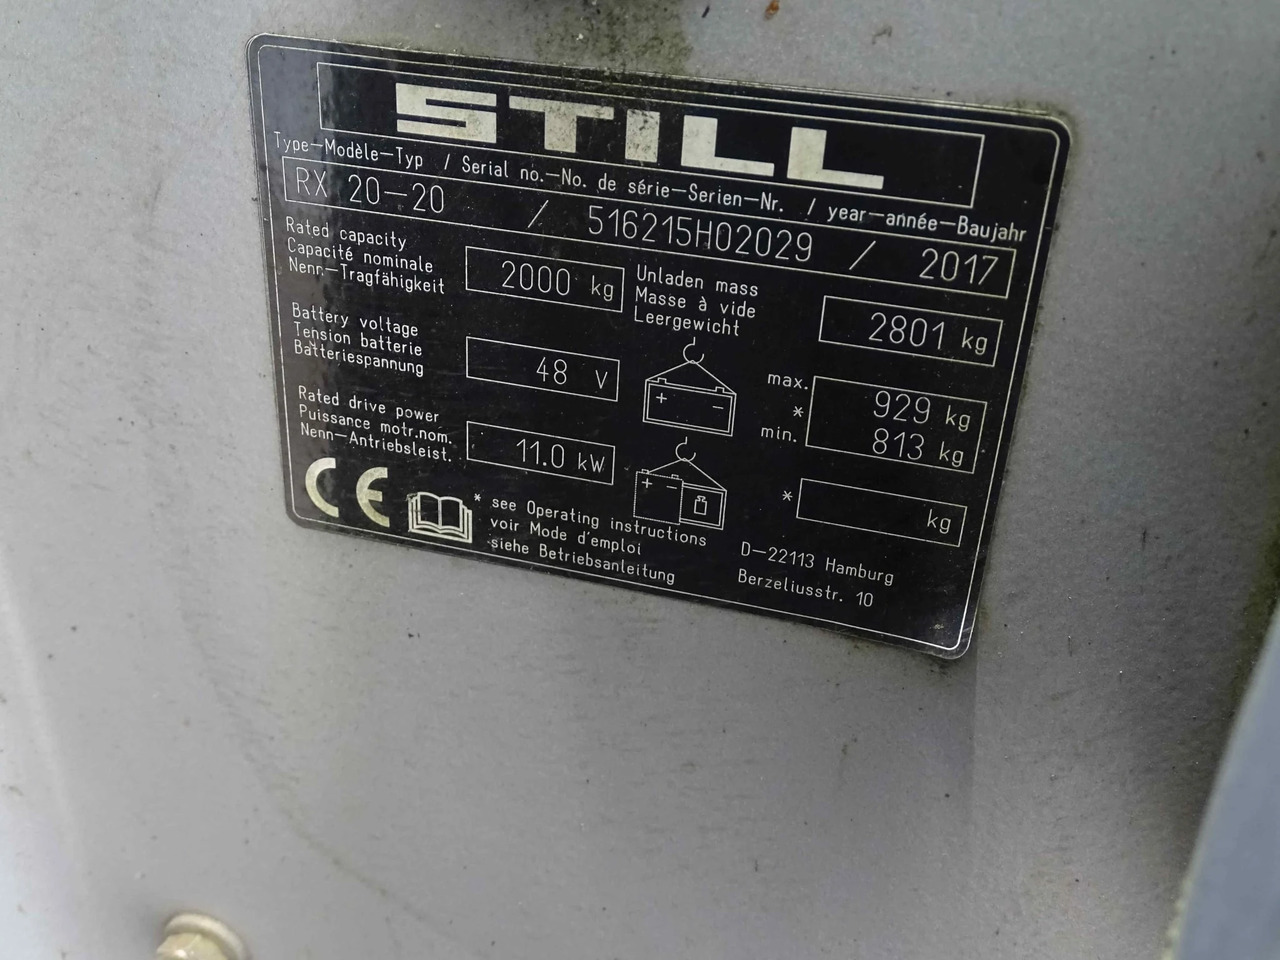 STILL
Type-Modèle-Typ / Serial no.-No. de série-Serien-Nr. / year-année-Baujahr
RX 20-20 / 516215H02029 / 2017
Rated capacity
Capacité nominale
Nenn-Tragfähigkeit
2000 kg
Unladen mass
Masse à vide
Leergewicht
2801 kg
Battery voltage
Tension batterie
Batteriespannung
48 V
+ -
max. 929 kg
*
min. 813 kg
Rated drive power
Puissance motr.nom.
Nenn-Antriebsleist.
11.0 kW
+ -
* kg
CE
* see Operating instructions
voir Mode d'emploi
siehe Betriebsanleitung
D-22113 Hamburg
Berzeliusstr. 10